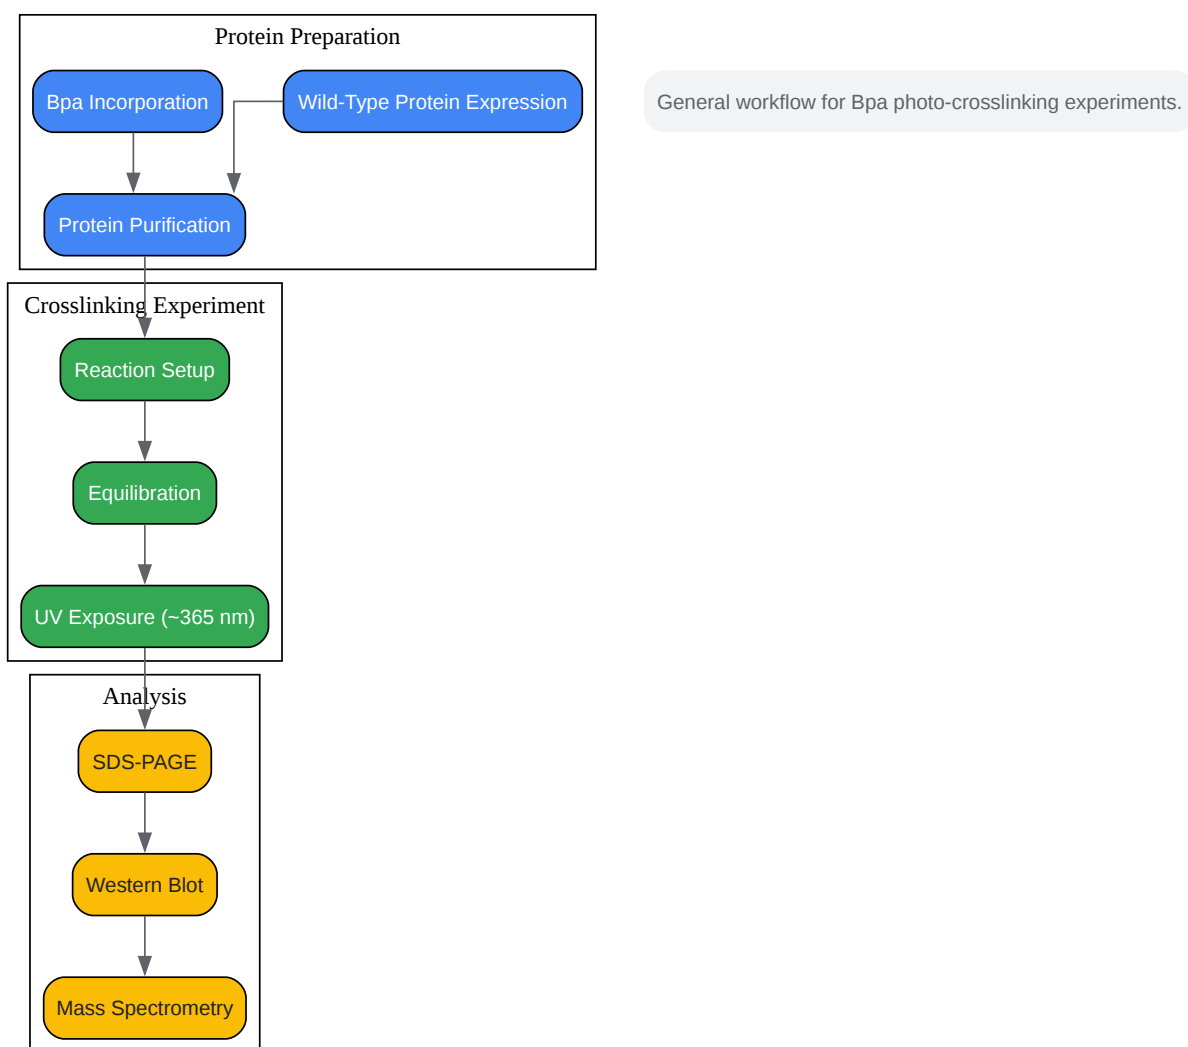 Protein Preparation
Bpa Incorporation
Wild-Type Protein Expression
General workflow for Bpa photo-crosslinking experiments.
Protein Purification
Crosslinking Experiment
Reaction Setup
Equilibration
UV Exposure (~365 nm)
Analysis
SDS-PAGE
Western Blot
Mass Spectrometry